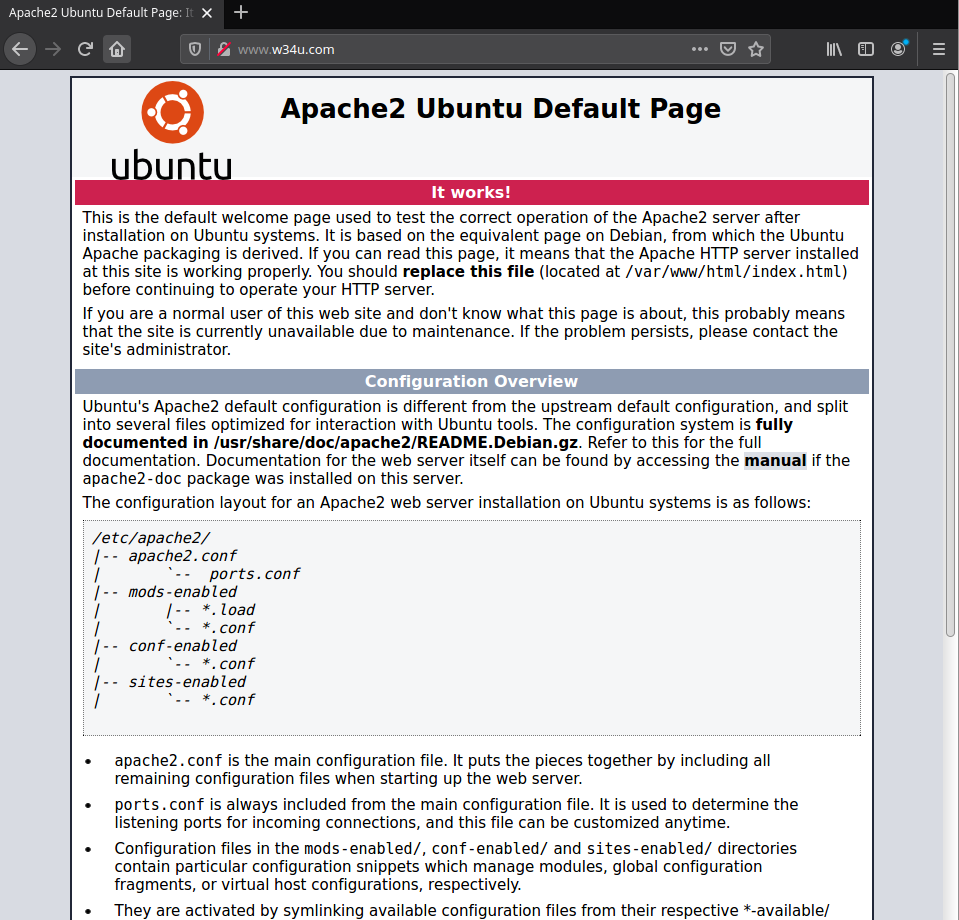 Apache2 Ubuntu Default Page: It
www.w34u.com
ubuntu
Apache2 Ubuntu Default Page
It works!
This is the default welcome page used to test the correct operation of the Apache2 server after
installation on Ubuntu systems. It is based on the equivalent page on Debian, from which the Ubuntu
Apache packaging is derived. If you can read this page, it means that the Apache HTTP server installed
at this site is working properly. You should replace this file (located at /var/www/html/index.html)
before continuing to operate your HTTP server.
If you are a normal user of this web site and don't know what this page is about, this probably means
that the site is currently unavailable due to maintenance. If the problem persists, please contact the
site's administrator.
Configuration Overview
Ubuntu's Apache2 default configuration is different from the upstream default configuration, and split
into several files optimized for interaction with Ubuntu tools. The configuration system is fully
documented in /usr/share/doc/apache2/README.Debian.gz. Refer to this for the full
documentation. Documentation for the web server itself can be found by accessing the manual if the
apache2-doc package was installed on this server.
The configuration layout for an Apache2 web server installation on Ubuntu systems is as follows:
/etc/apache2/
|-- apache2.conf
|       `--  ports.conf
|-- mods-enabled
|       |-- *.load
|       `-- *.conf
|-- conf-enabled
|       `-- *.conf
|-- sites-enabled
|       `-- *.conf
• apache2.conf is the main configuration file. It puts the pieces together by including all
remaining configuration files when starting up the web server.
• ports.conf is always included from the main configuration file. It is used to determine the
listening ports for incoming connections, and this file can be customized anytime.
• Configuration files in the mods-enabled/, conf-enabled/ and sites-enabled/ directories
contain particular configuration snippets which manage modules, global configuration
fragments, or virtual host configurations, respectively.
• They are activated by symlinking available configuration files from their respective *-available/